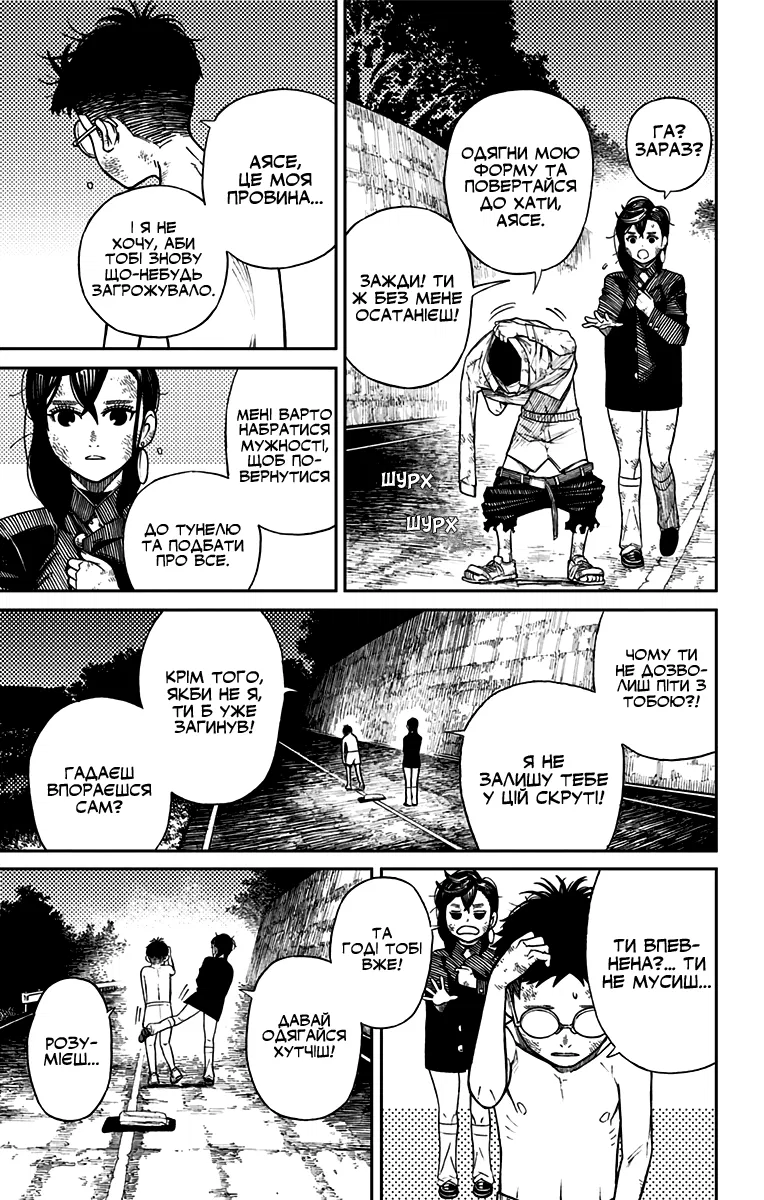 ГА?
ЗАРАЗ?
ОДЯГНИ МОЮ
ФОРМУ ТА
ПОВЕРТАЙСЯ
ДО ХАТИ,
АЯСЕ.
ЗАЖДИ! ТИ
Ж БЕЗ МЕНЕ
ОСАТАНІЄШ!
ШУРХ
ШУРХ
АЯСЕ,
ЦЕ МОЯ
ПРОВИНА...
І Я НЕ
ХОЧУ, АБИ
ТОБІ ЗНОВУ
ЩО-НЕБУДЬ
ЗАГРОЖУВАЛО.
МЕНІ ВАРТО
НАБРАТИСЯ
МУЖНОСТІ,
ЩОБ ПО-
ВЕРНУТИСЯ
ДО ТУНЕЛЮ
ТА ПОДБАТИ
ПРО ВСЕ.
ЧОМУ ТИ
НЕ ДОЗВО-
ЛИШ ПІТИ З
ТОБОЮ?!
Я НЕ
ЗАЛИШУ ТЕБЕ
У ЦІЙ СКРУТІ!
КРІМ ТОГО,
ЯКБИ НЕ Я,
ТИ Б УЖЕ
ЗАГИНУВ!
ГАДАЄШ
ВПОРАЄШСЯ
САМ?
ТИ ВПЕВ-
НЕНА?... ТИ
НЕ МУСИШ...
ТА
ГОДІ ТОБІ
ВЖЕ!
ДАВАЙ
ОДЯГАЙСЯ
ХУТЧІШ!
РОЗУ-
МІЄШ...